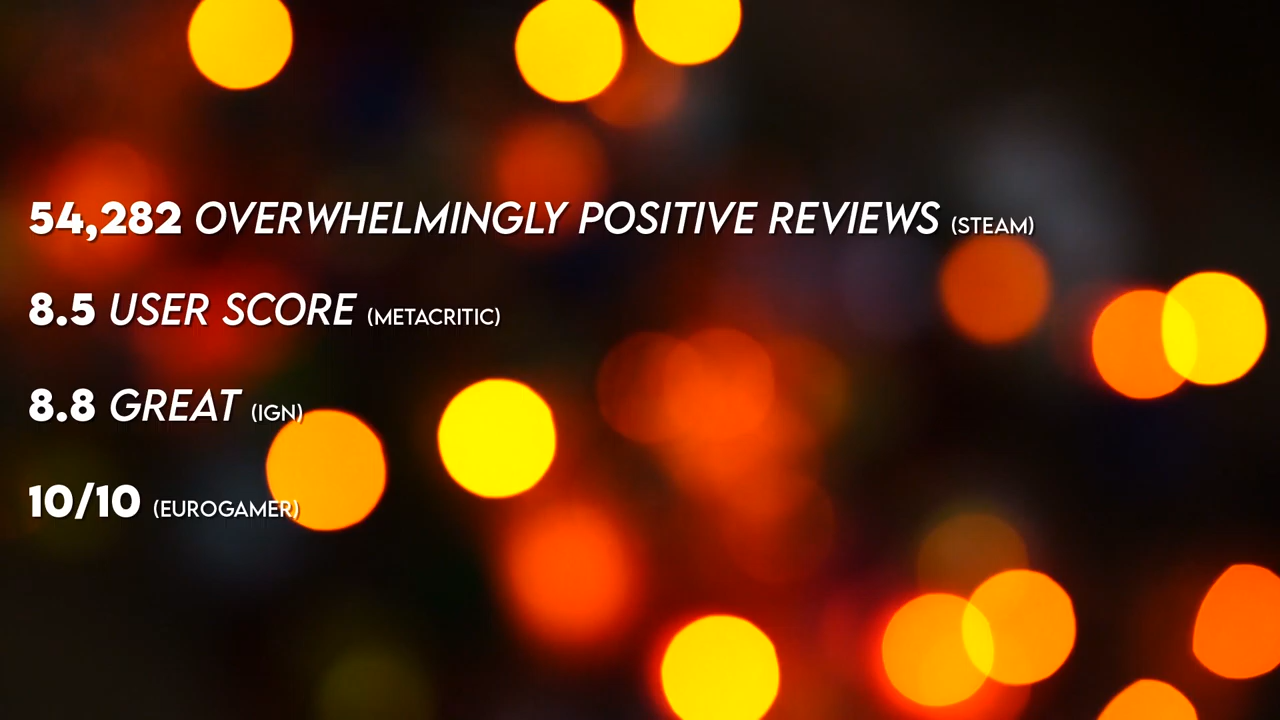 54,282 OVERWHELMINGLY POSITIVE REVIEWS (STEAM)
8.5 USER SCORE (METACRITIC)
8.8 GREAT (IGN)
10/10 (EUROGAMER)